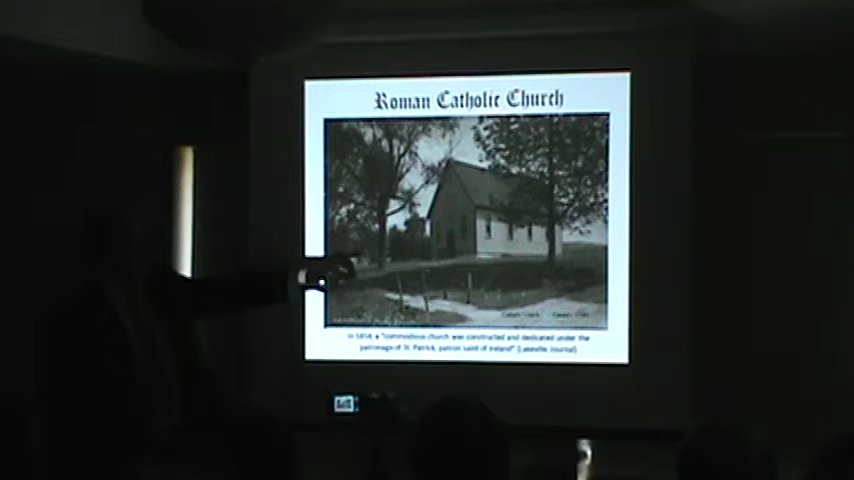 Roman Catholic Church
In 1854, a "commodious church was constructed and dedicated under the
patronage of St. Patrick, patron saint of Ireland" (Lakeville Journal)